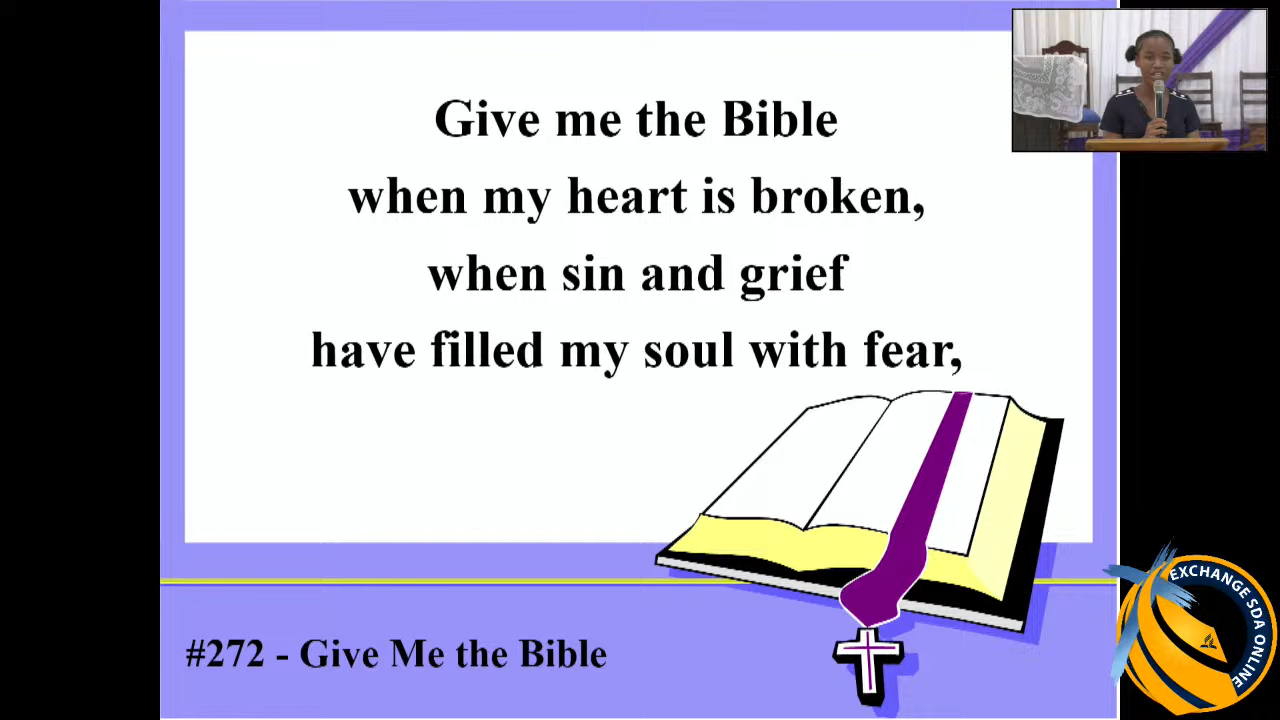 Give me the Bible
when my heart is broken,
when sin and grief
have filled my soul with fear,
#272 - Give Me the Bible
EXCHANGE SDA ONLINE